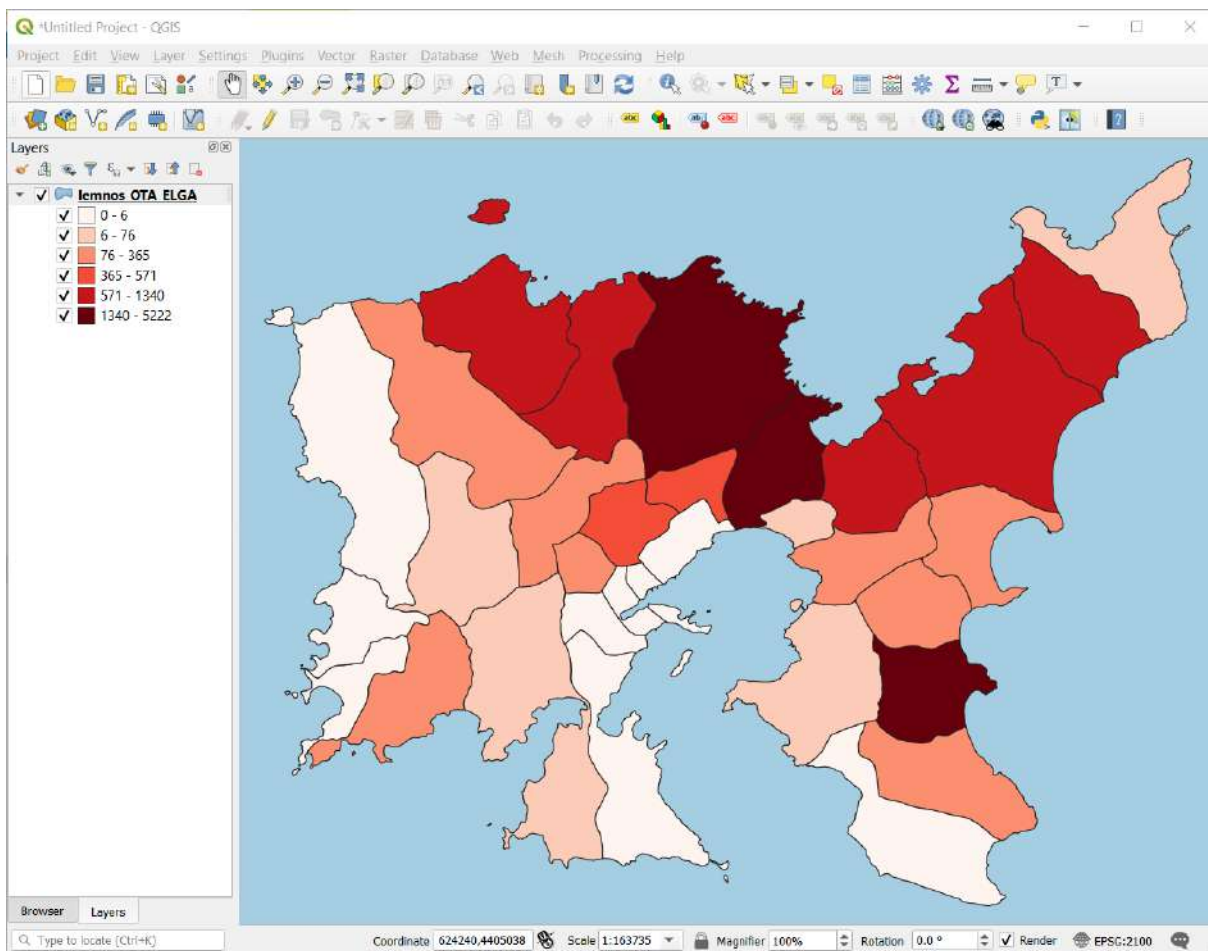 *Untitled Project - QGIS
Project Edit View Layer Settings Plugins Vector Raster Database Web Mesh Processing Help
Layers
lemnos OTA_ELGA
0 - 6
6 - 76
76 - 365
365 - 571
571 - 1340
1340 - 5222
Browser Layers
Type to locate (Ctrl+K) Coordinate 624240,4405038 Scale 1:163735 Magnifier 100% Rotation 0.0 ° Render EPSG:2100